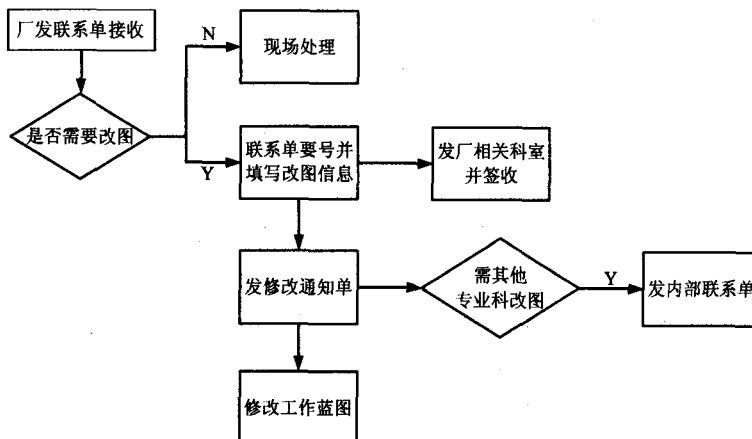 厂发联系单接收
N
现场处理
是否需要改图
Y
联系单要号并
填写改图信息
发厂相关科室
并签收
发修改通知单
需其他
专业科改图
Y
发内部联系单
修改工作蓝图